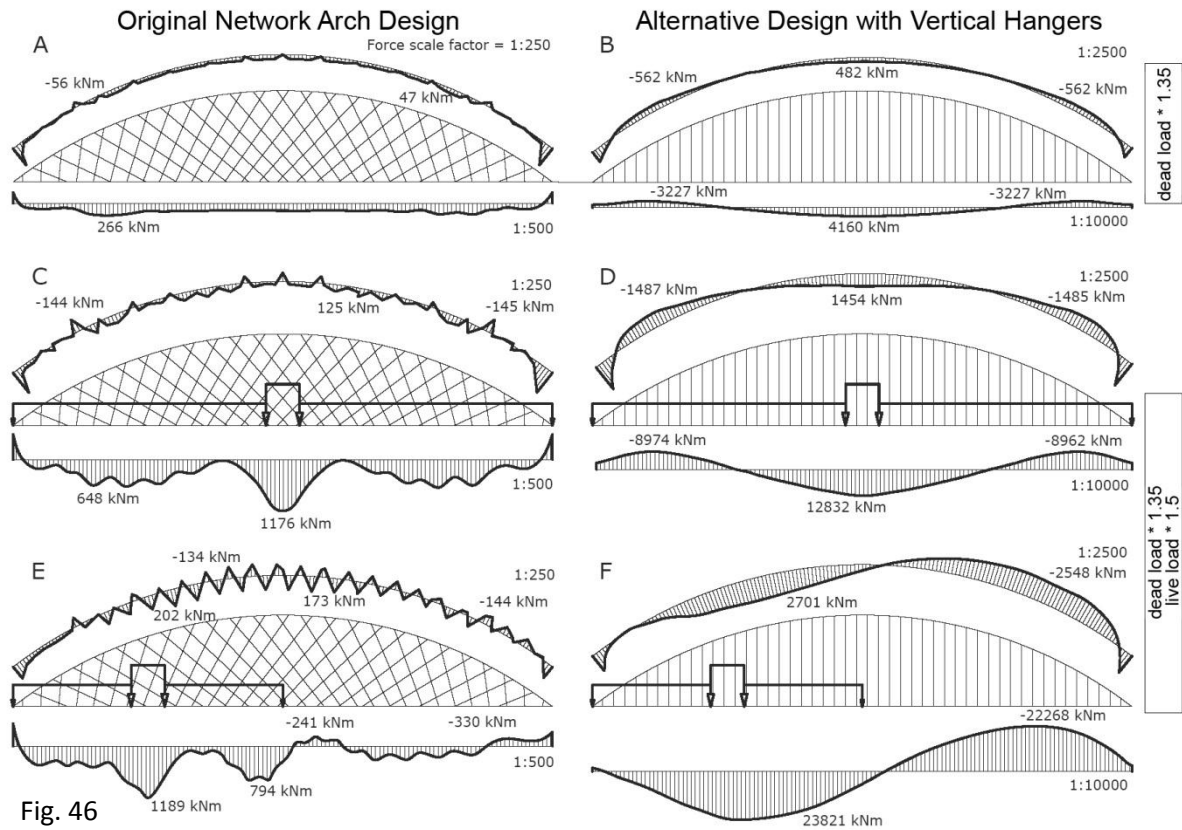 Original Network Arch Design
Alternative Design with Vertical Hangers
A
Force scale factor = 1:250
-56 kNm
47 kNm
266 kNm
1:500
B
1:2500
-562 kNm
482 kNm
-562 kNm
-3227 kNm
-3227 kNm
4160 kNm
1:10000
dead load * 1.35
C
1:250
-144 kNm
125 kNm
-145 kNm
648 kNm
1:500
1176 kNm
D
1:2500
-1487 kNm
1454 kNm
-1485 kNm
-8974 kNm
-8962 kNm
1:10000
12832 kNm
E
-134 kNm
1:250
202 kNm
173 kNm
-144 kNm
-241 kNm
-330 kNm
1:500
794 kNm
1189 kNm
F
1:2500
-2548 kNm
2701 kNm
-22268 kNm
1:10000
23821 kNm
dead load * 1.35
live load * 1.5
Fig. 46